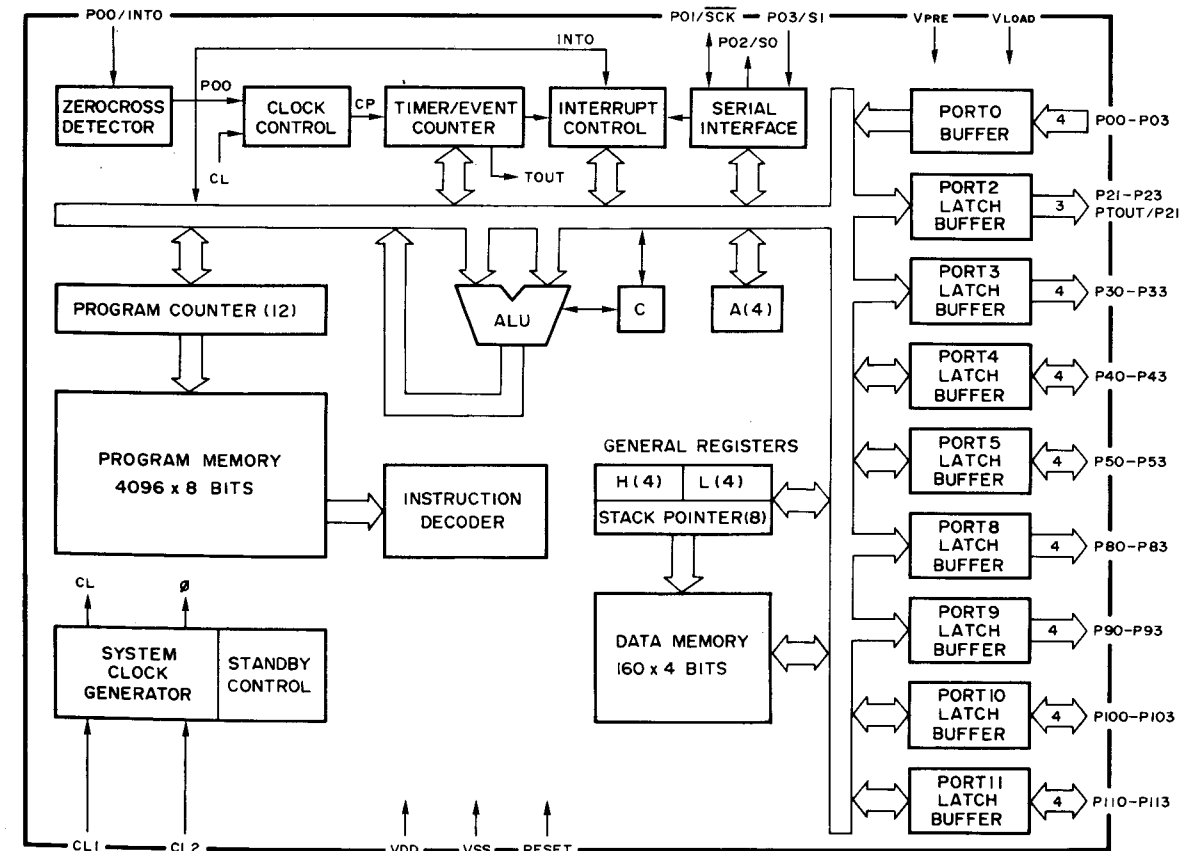 P00/INT0
P01/SCK
P03/SI
VPRE
VLOAD
INT0
P02/SO
P00
ZEROCROSS
DETECTOR
CLOCK
CONTROL
CP
TIMER/EVENT
COUNTER
INTERRUPT
CONTROL
SERIAL
INTERFACE
PORT0
BUFFER
4
P00-P03
CL
TOUT
PORT2
LATCH
BUFFER
3
P21-P23
PTOUT/P21
PROGRAM COUNTER (12)
ALU
C
A(4)
PORT3
LATCH
BUFFER
4
P30-P33
PORT4
LATCH
BUFFER
4
P40-P43
PROGRAM MEMORY
4096 x 8 BITS
INSTRUCTION
DECODER
GENERAL REGISTERS
H(4)
L(4)
STACK POINTER(8)
PORT5
LATCH
BUFFER
4
P50-P53
PORT8
LATCH
BUFFER
4
P80-P83
CL
ø
SYSTEM
CLOCK
GENERATOR
STANDBY
CONTROL
DATA MEMORY
160 x 4 BITS
PORT9
LATCH
BUFFER
4
P90-P93
PORT10
LATCH
BUFFER
4
P100-P103
PORT11
LATCH
BUFFER
4
P110-P113
CL1
CL2
VDD
VSS
RESET